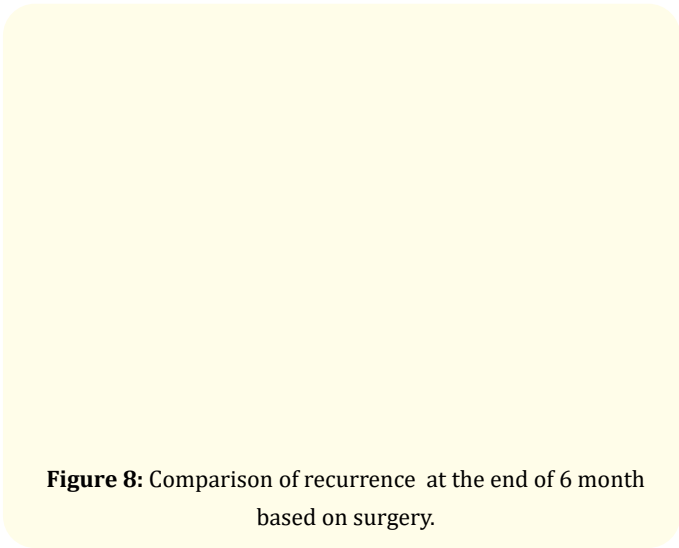 Figure 8: Comparison of recurrence  at the end of 6 month
based on surgery.